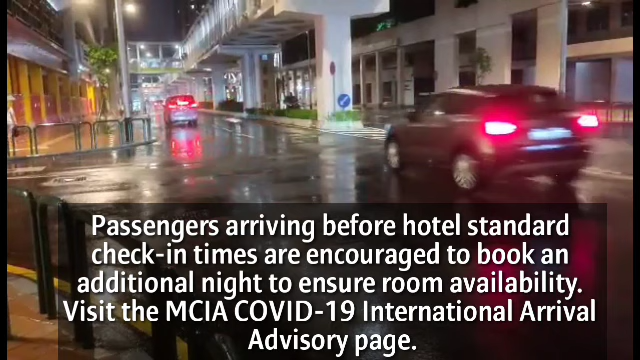 Passengers arriving before hotel standard
check-in times are encouraged to book an
additional night to ensure room availability.
Visit the MCIA COVID-19 International Arrival
Advisory page.